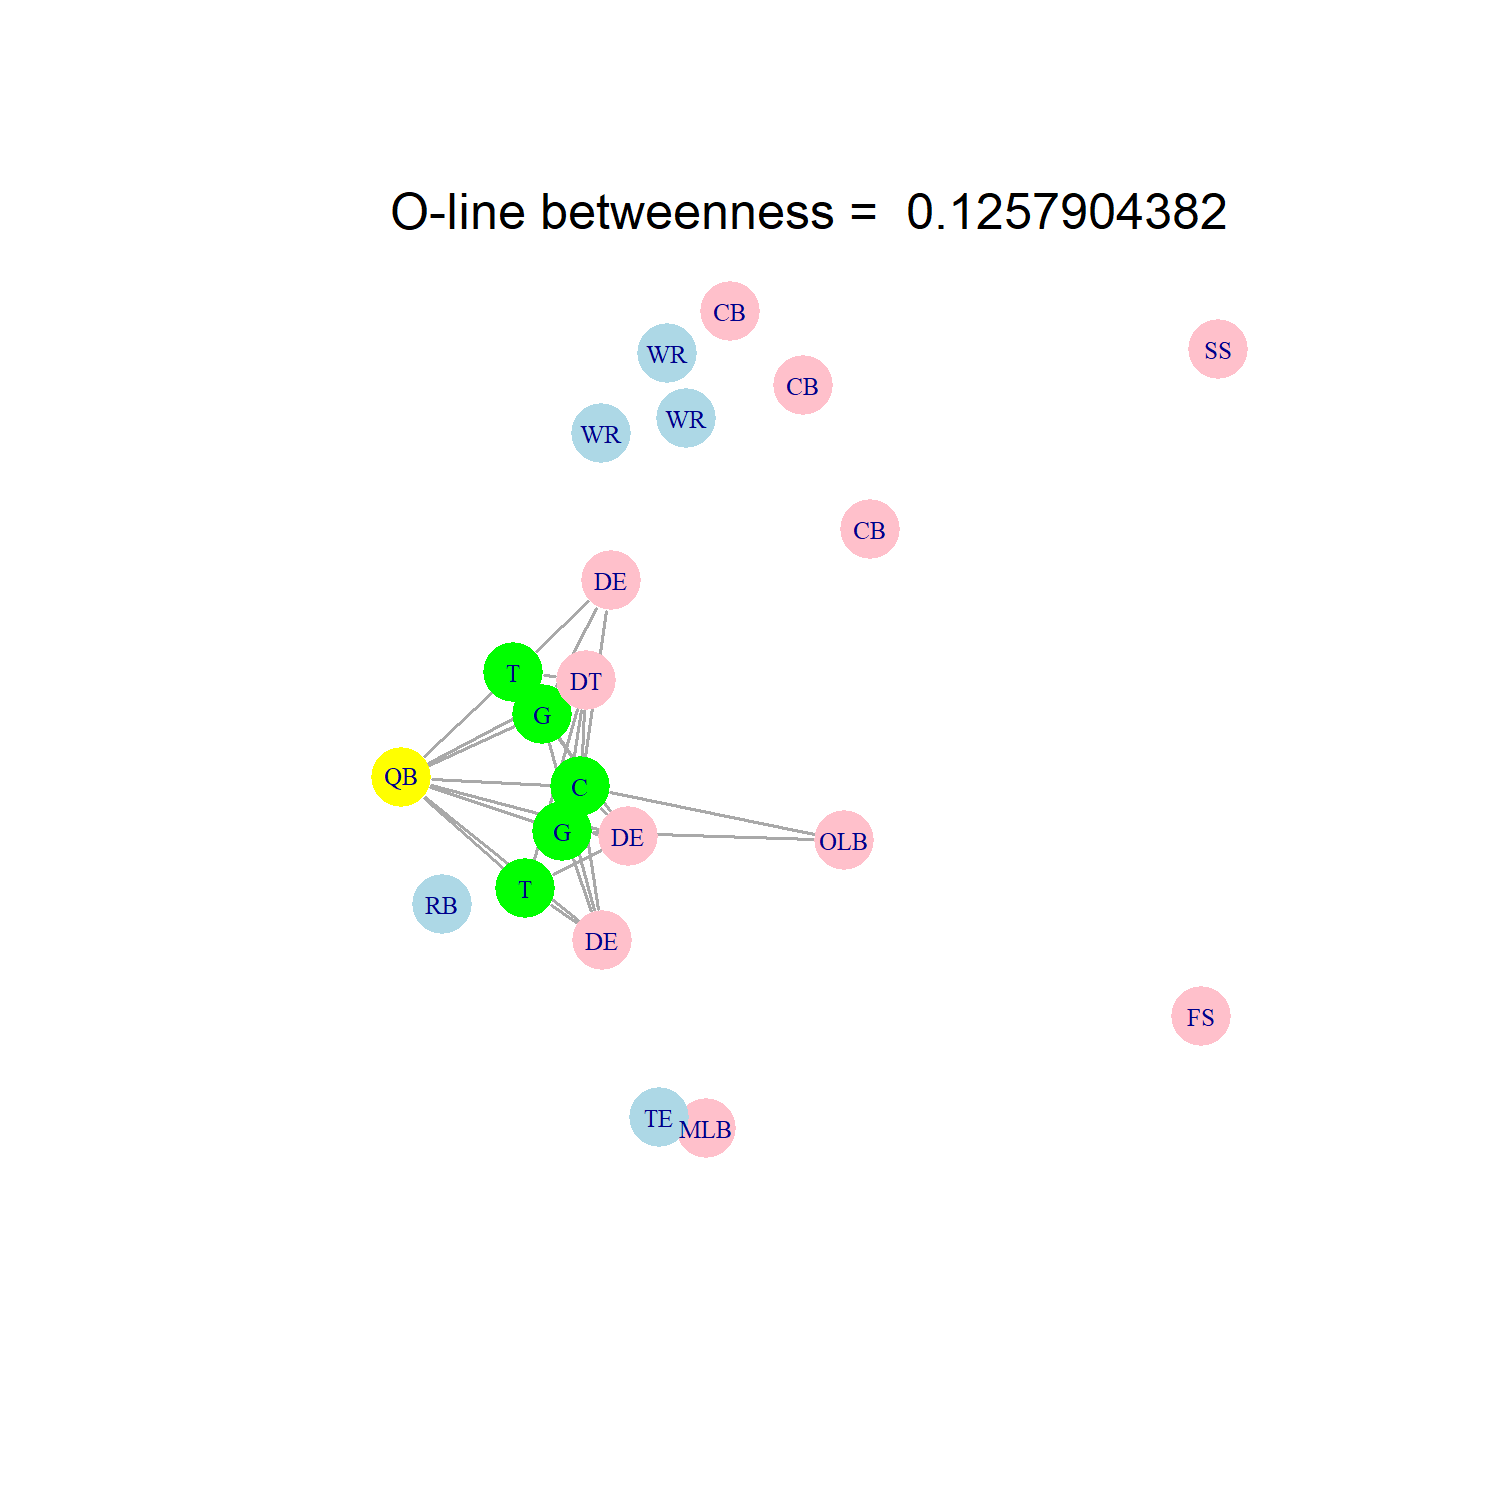 O-line betweenness =  0.1257904382
CB
SS
WR
CB
WR
WR
CB
DE
T
DT
G
QB
C
G
DE
OLB
T
RB
DE
FS
TE
MLB